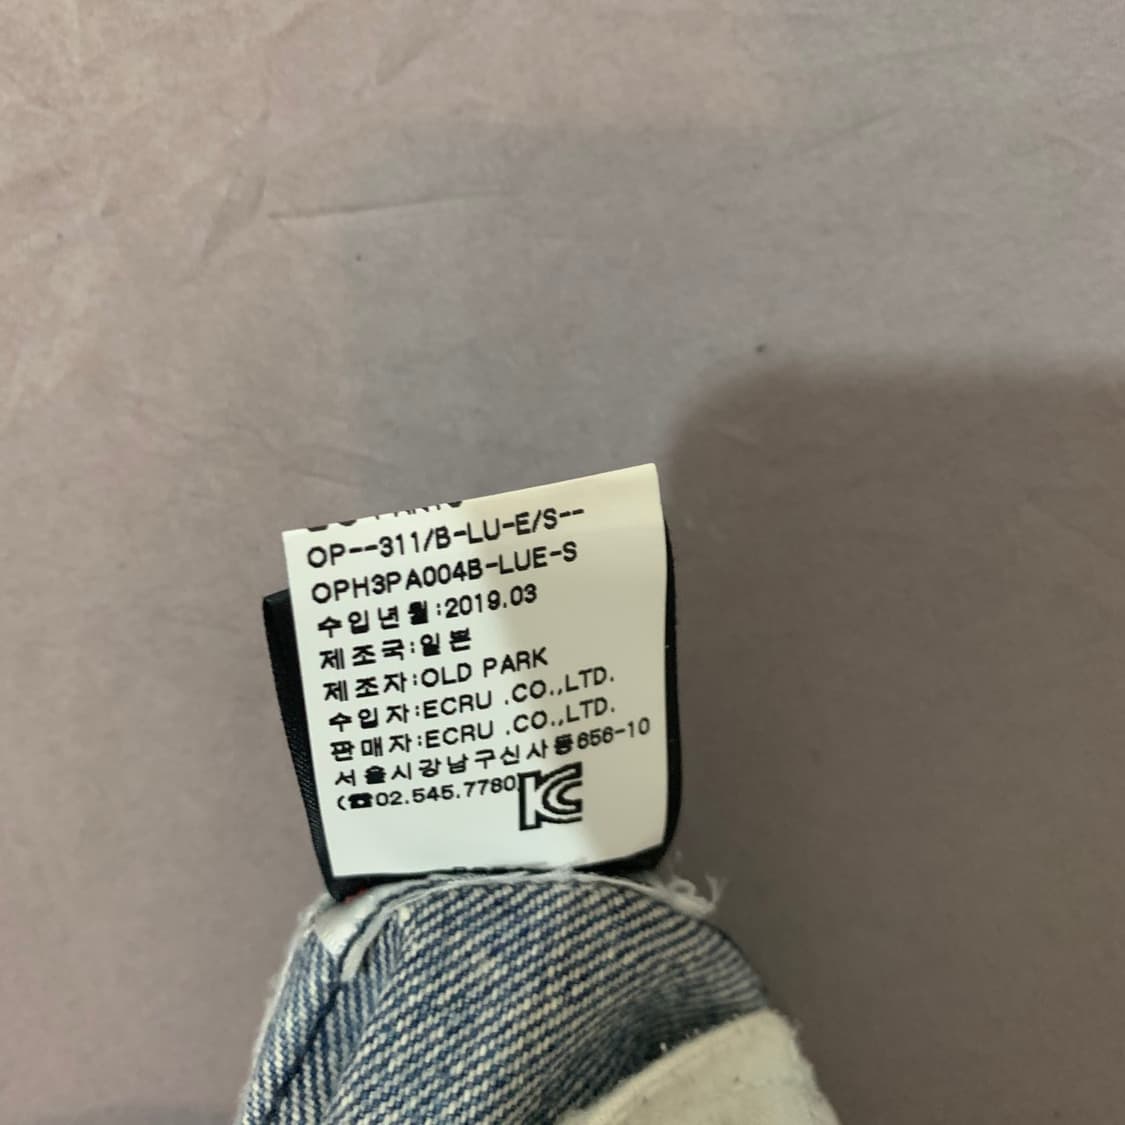 OP--311/B-LU-E/S--
OPH3PA004B-LUE-S
수입년월:2019.03
제조국:일본
제조자:OLD PARK
수입자:ECRU .CO.,LTD.
판매자:ECRU .CO.,LTD.
서울시강남구신사동656-10
(☎02.545.7780)
KC